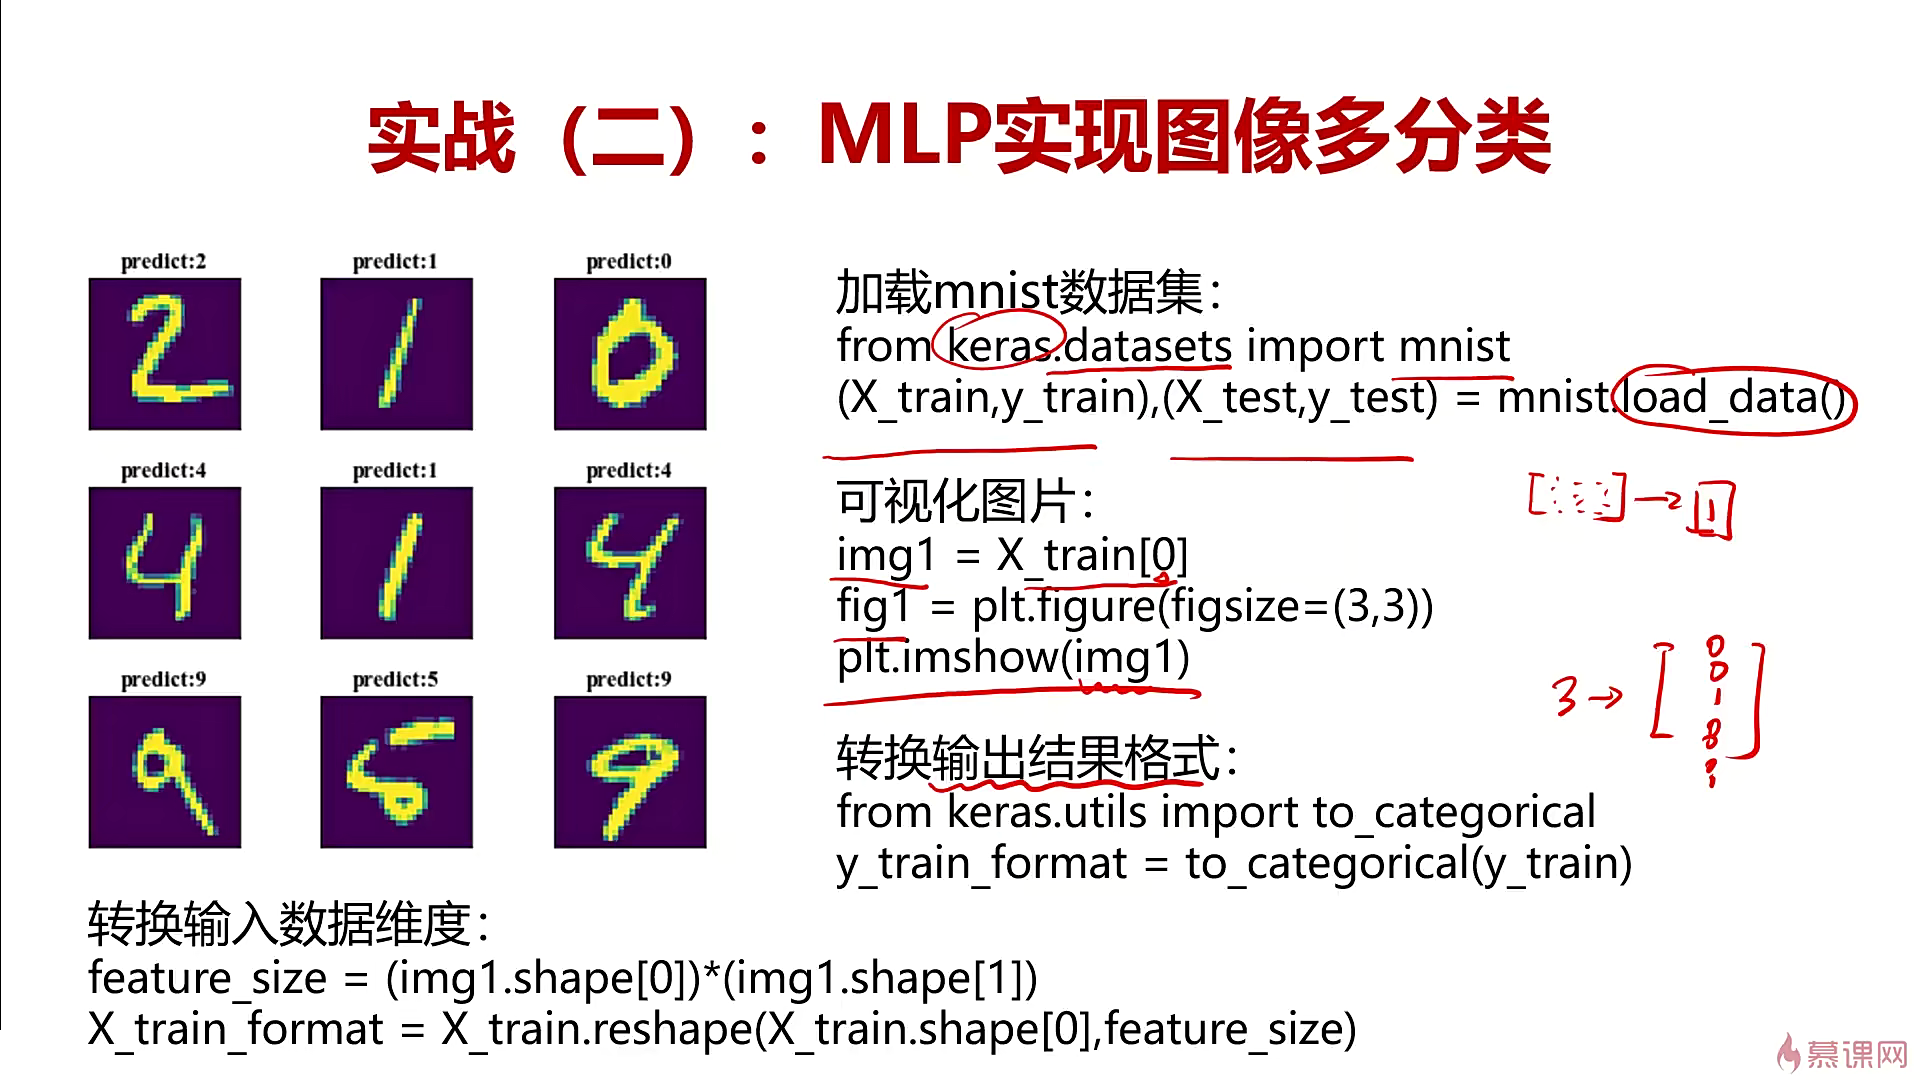 实战（二）：MLP实现图像多分类
predict:2
predict:1
predict:0
predict:4
predict:1
predict:4
predict:9
predict:5
predict:9
加载mnist数据集：
from keras.datasets import mnist
(X_train,y_train),(X_test,y_test) = mnist.load_data()
可视化图片：
img1 = X_train[0]
fig1 = plt.figure(figsize=(3,3))
plt.imshow(img1)
转换输出结果格式：
from keras.utils import to_categorical
y_train_format = to_categorical(y_train)
转换输入数据维度：
feature_size = (img1.shape[0])*(img1.shape[1])
X_train_format = X_train.reshape(X_train.shape[0],feature_size)
1
3→
0
0
1
慕课网